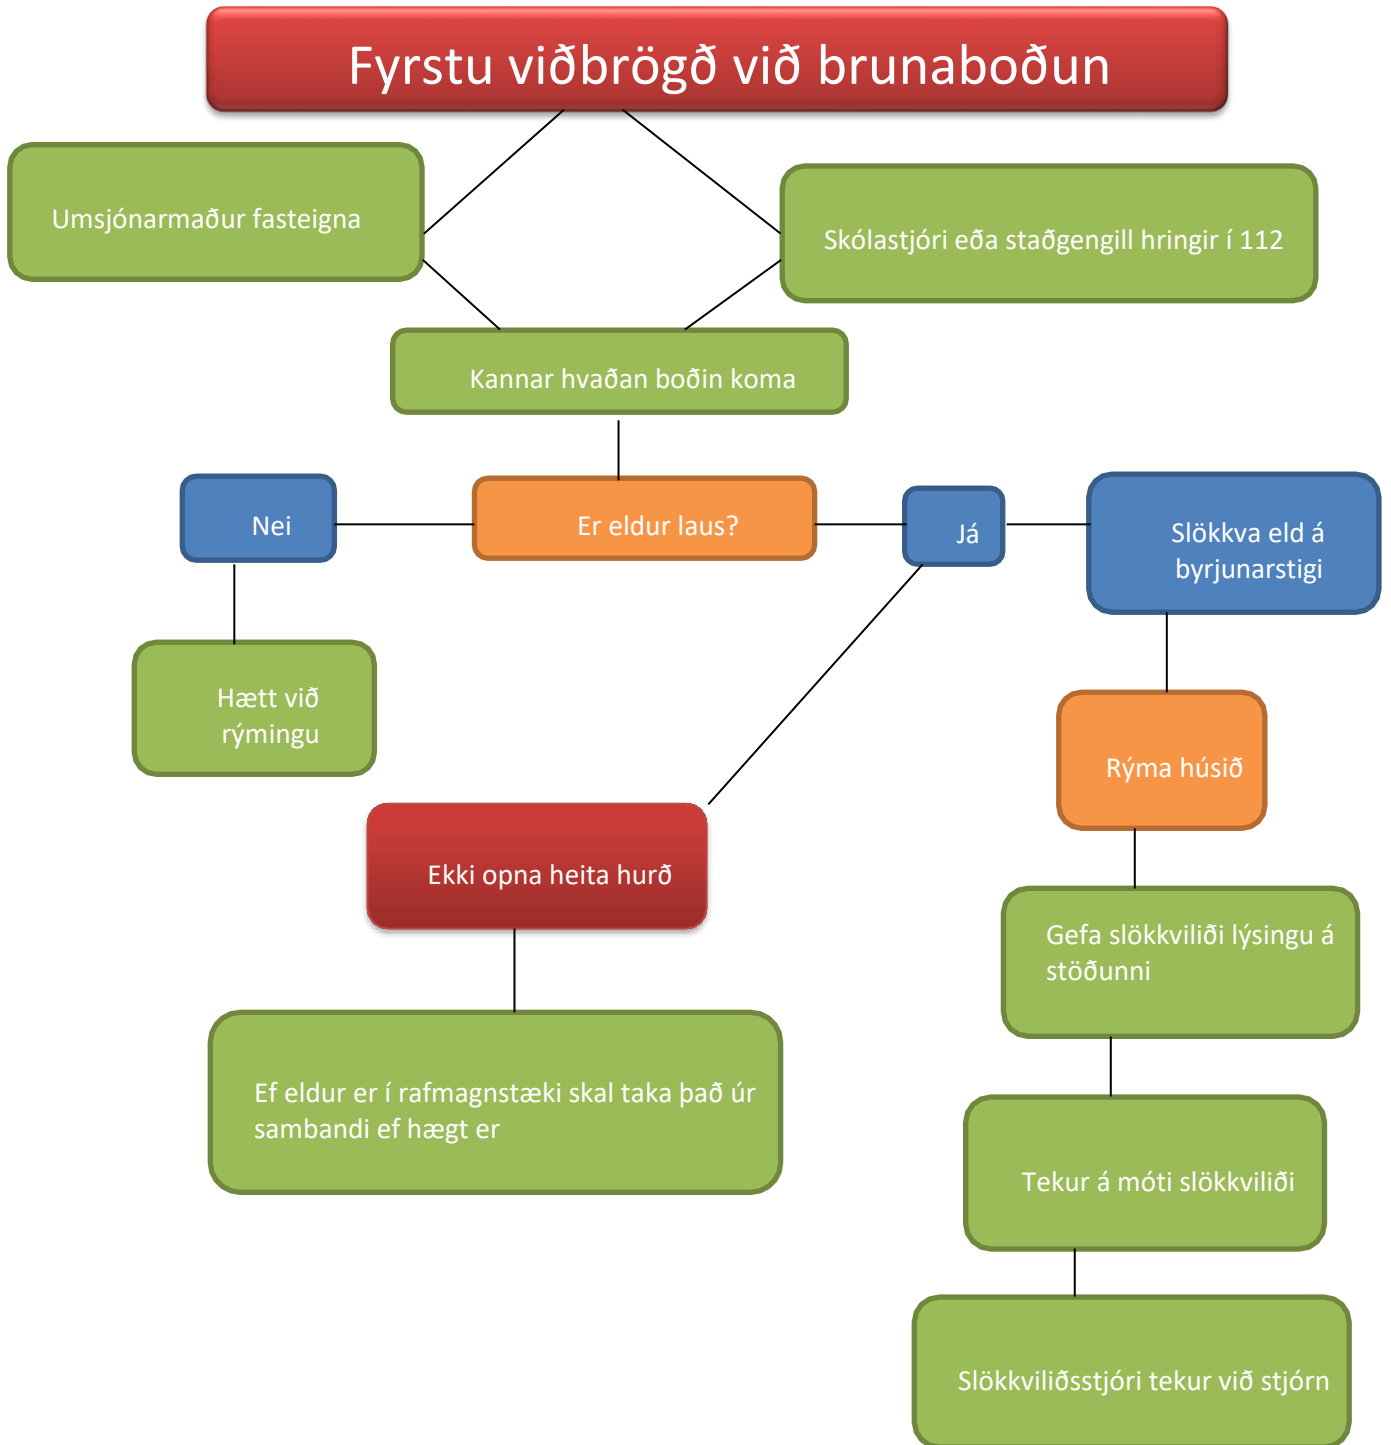 Fyrstu viðbrögð við brunaboðun
Umsjónarmaður fasteigna
Skólastjóri eða staðgengill hringir í 112
Kannar hvaðan boðin koma
Nei
Er eldur laus?
Já
Slökkva eld á
byrjunarstigi
Hætt við
rýmingu
Rýma húsið
Ekki opna heita hurð
Gefa slökkviliði lýsingu á
stöðunni
Ef eldur er í rafmagnstæki skal taka það úr
sambandi ef hægt er
Tekur á móti slökkviliði
Slökkviliðsstjóri tekur við stjórn